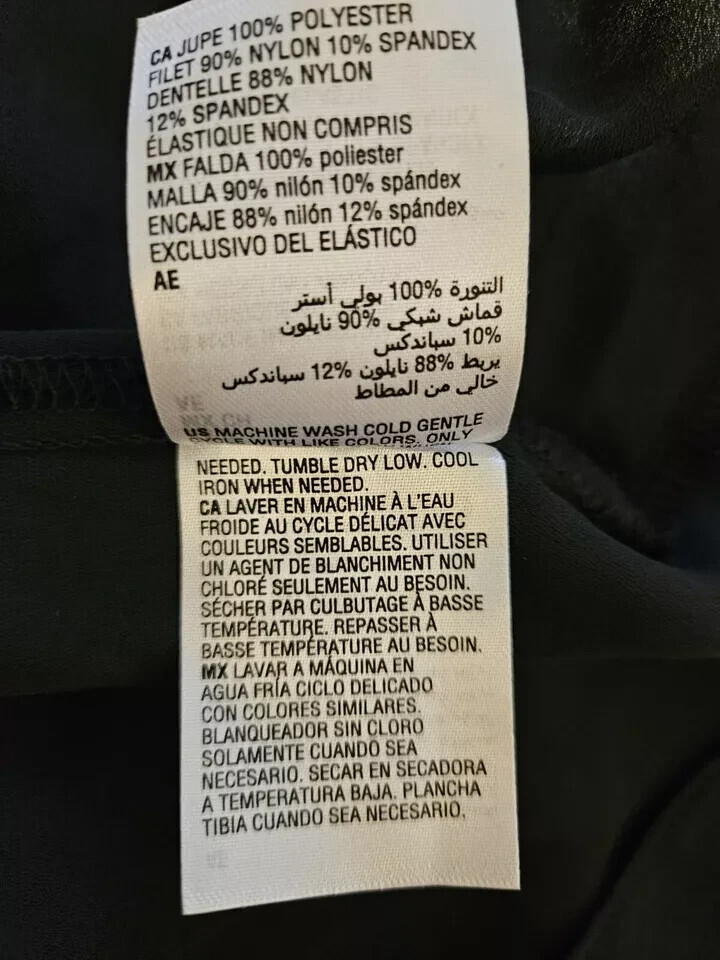 CA JUPE 100% POLYESTER
FILET 90% NYLON 10% SPANDEX
DENTELLE 88% NYLON
12% SPANDEX
ÉLASTIQUE NON COMPRIS
MX FALDA 100% poliester
MALLA 90% nilón 10% spándex
ENCAJE 88% nilón 12% spándex
EXCLUSIVO DEL ELÁSTICO
AE
التنورة 100% بولي أستر
قماش شبكي 90% نايلون
10% سباندكس
يربط 88% نايلون 12% سباندكس
خالي من المطاط
US MACHINE WASH COLD GENTLE
CYCLE WITH LIKE COLORS. ONLY
NEEDED. TUMBLE DRY LOW. COOL
IRON WHEN NEEDED.
CA LAVER EN MACHINE À L'EAU
FROIDE AU CYCLE DÉLICAT AVEC
COULEURS SEMBLABLES. UTILISER
UN AGENT DE BLANCHIMENT NON
CHLORÉ SEULEMENT AU BESOIN.
SÉCHER PAR CULBUTAGE À BASSE
TEMPÉRATURE. REPASSER À
BASSE TEMPÉRATURE AU BESOIN.
MX LAVAR A MÁQUINA EN
AGUA FRÍA CICLO DELICADO
CON COLORES SIMILARES.
BLANQUEADOR SIN CLORO
SOLAMENTE CUANDO SEA
NECESARIO. SECAR EN SECADORA
A TEMPERATURA BAJA. PLANCHA
TIBIA CUANDO SEA NECESARIO.